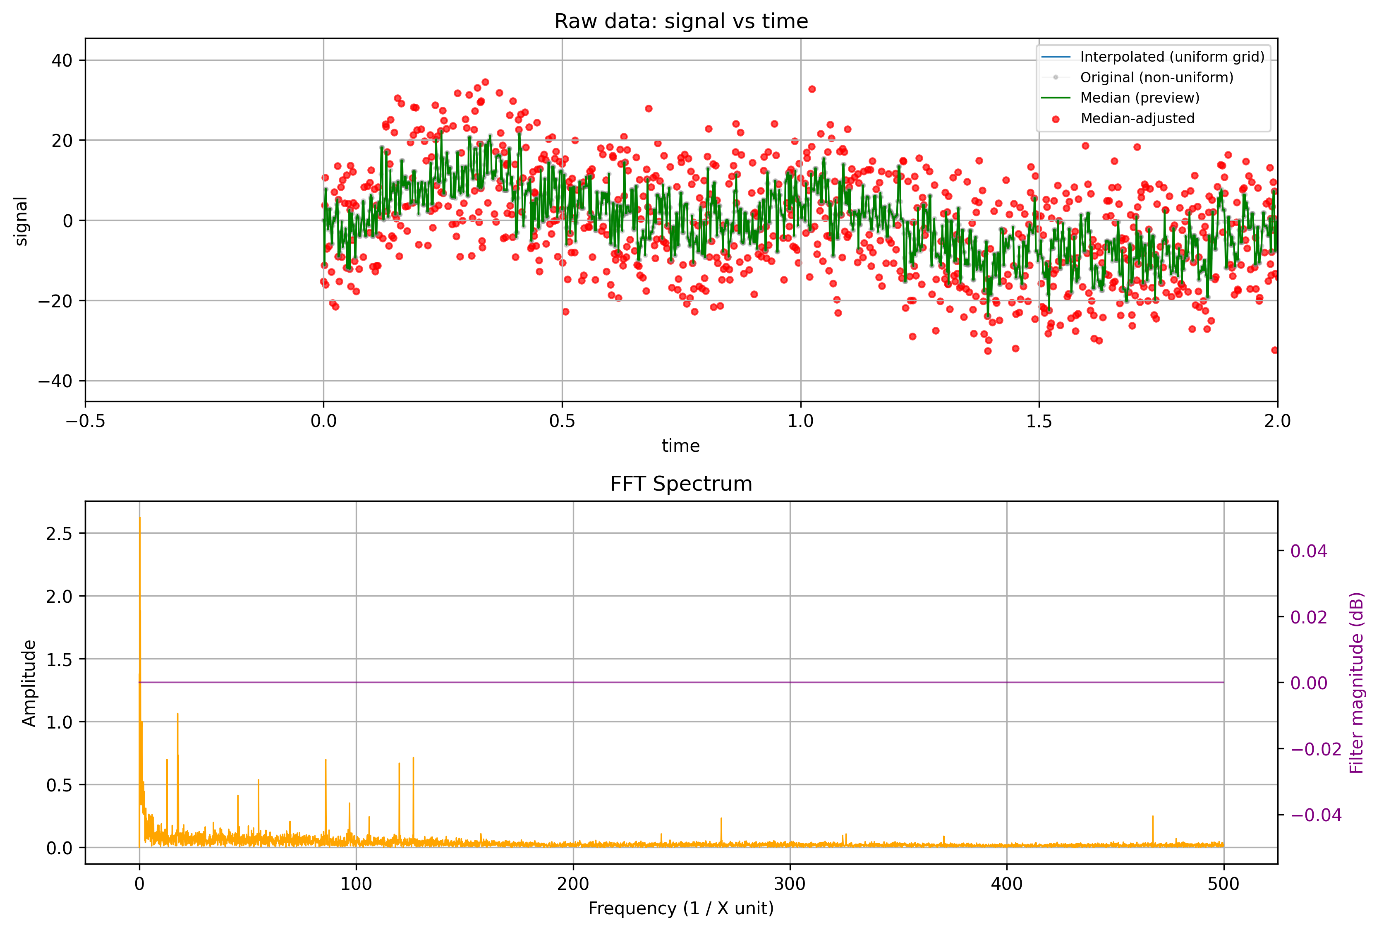 Raw data: signal vs time
40
20
0
−20
−40
signal
Interpolated (uniform grid)
Original (non-uniform)
Median (preview)
Median-adjusted
−0.5
0.0
0.5
1.0
1.5
2.0
time
FFT Spectrum
2.5
2.0
1.5
1.0
0.5
0.0
Amplitude
0.04
0.02
0.00
−0.02
−0.04
Filter magnitude (dB)
0
100
200
300
400
500
Frequency (1 / X unit)